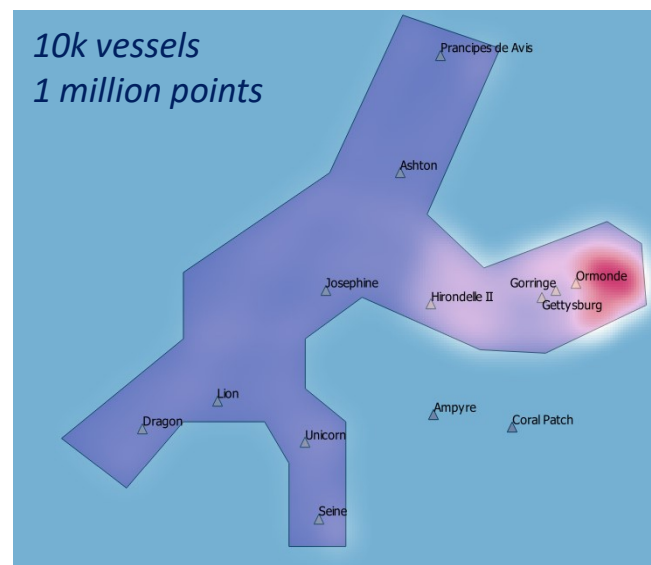 10k vessels
1 million points
Prancipes de Avis
Ashton
Josephine
Hirondelle II
Gorringe
Ormonde
Gettysburg
Lion
Dragon
Unicorn
Seine
Ampyre
Coral Patch